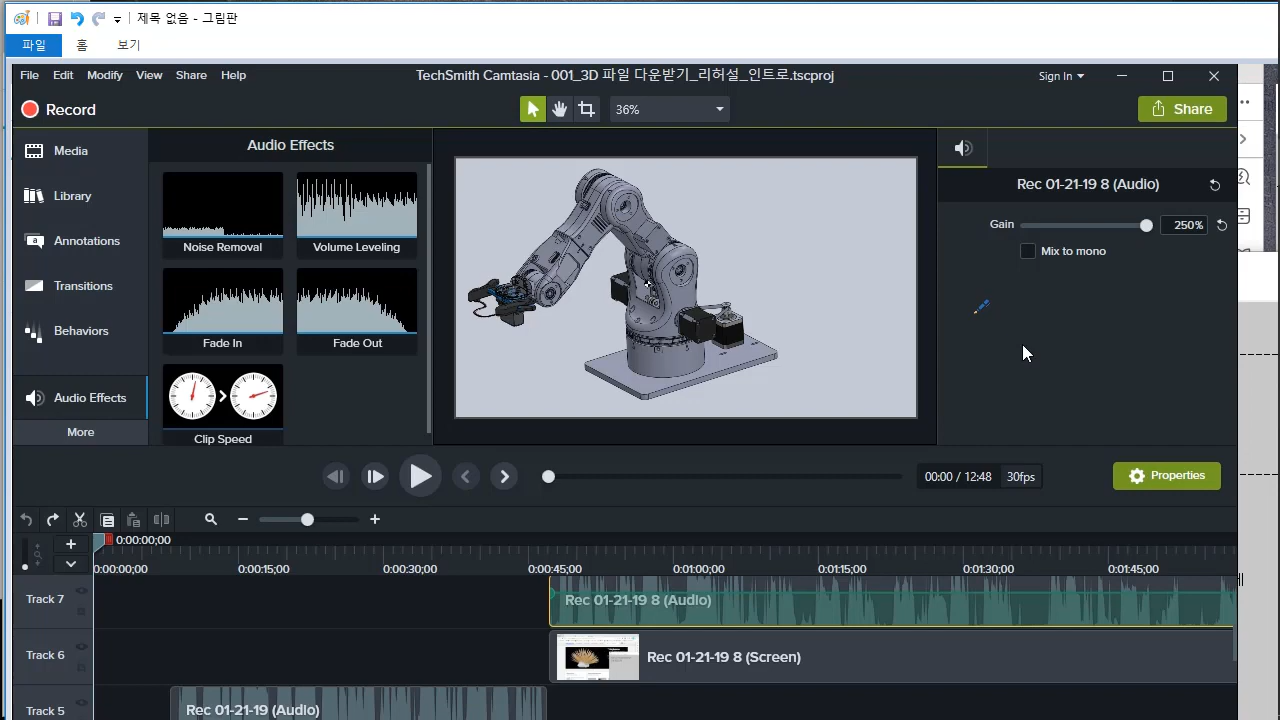 제목 없음 - 그림판
파일 홈 보기
File Edit Modify View Share Help
TechSmith Camtasia - 001_3D 파일 다운받기_리허설_인트로.tscproj
Sign In
Record
36%
Share
Media
Library
Annotations
a
Transitions
Behaviors
Audio Effects
More
Audio Effects
Noise Removal
Volume Leveling
Fade In
Fade Out
Clip Speed
Rec 01-21-19 8 (Audio)
Gain
250%
Mix to mono
00:00 / 12:48
30fps
Properties
0:00:00;00
0:00:00;00
0:00:15;00
0:00:30;00
0:00:45;00
0:01:00;00
0:01:15;00
0:01:30;00
0:01:45;00
Track 7
Rec 01-21-19 8 (Audio)
Track 6
Rec 01-21-19 8 (Screen)
Track 5
Rec 01-21-19 (Audio)